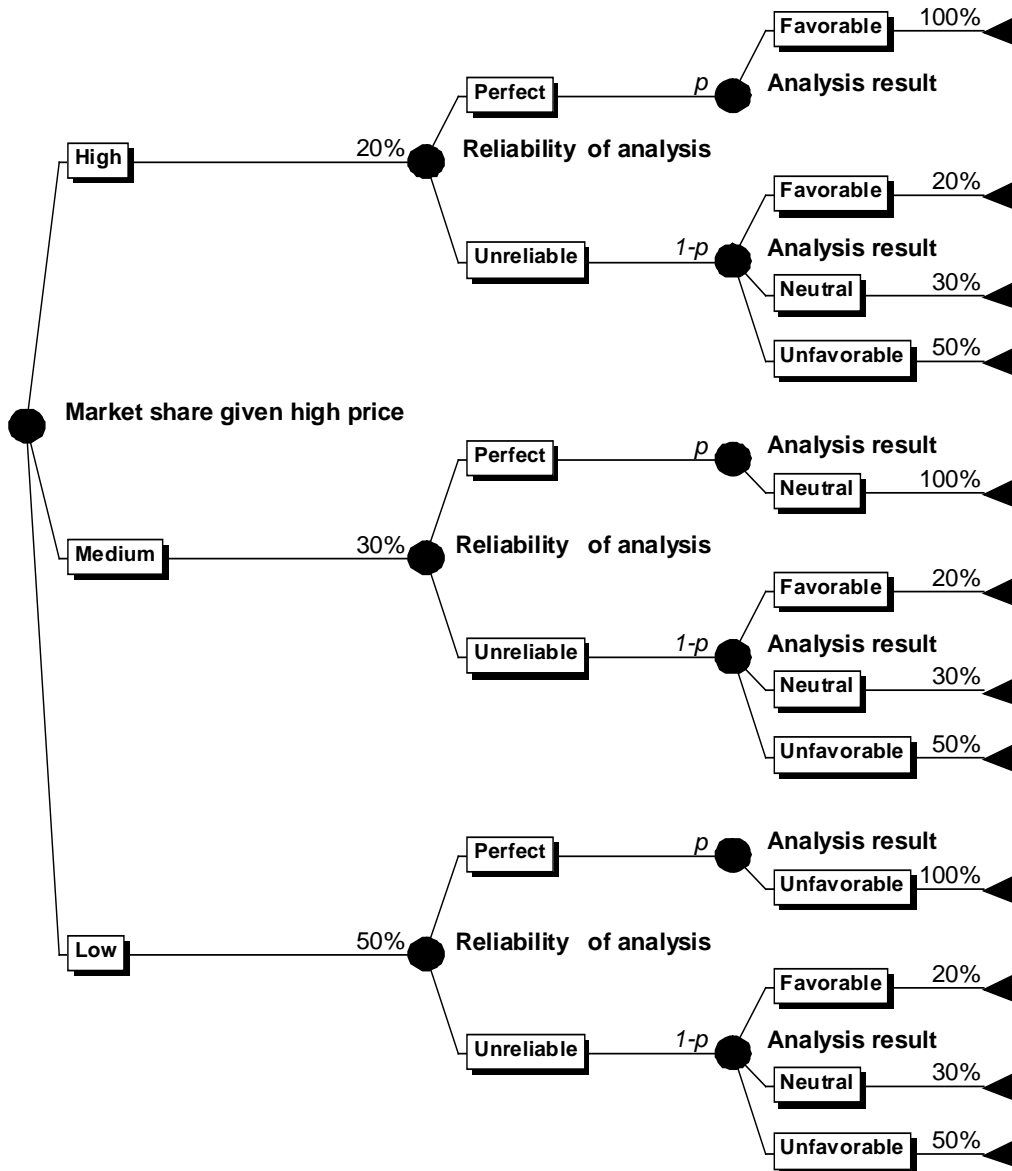 Favorable 100%
Perfect p Analysis result
High 20% Reliability of analysis
Favorable 20%
Unreliable 1-p Analysis result
Neutral 30%
Unfavorable 50%
Market share given high price
Perfect p Analysis result
Neutral 100%
Medium 30% Reliability of analysis
Favorable 20%
Unreliable 1-p Analysis result
Neutral 30%
Unfavorable 50%
Perfect p Analysis result
Unfavorable 100%
Low 50% Reliability of analysis
Favorable 20%
Unreliable 1-p Analysis result
Neutral 30%
Unfavorable 50%